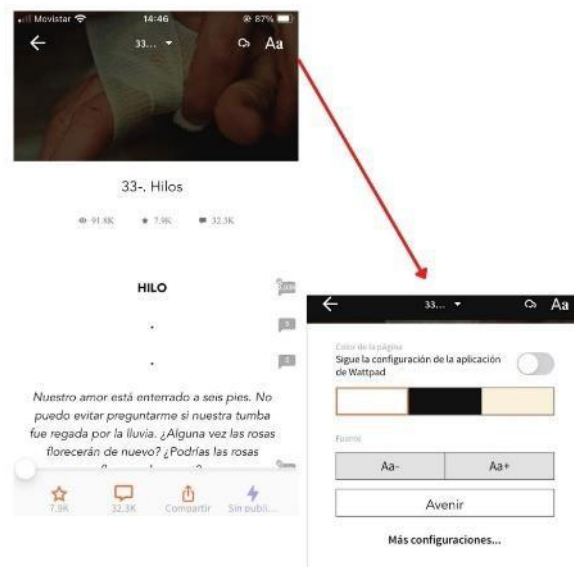 Movistar 14:46 87%
33... Aa
33-. Hilos
91.8K 7.9K 32.3K
HILO
.
5
.
Nuestro amor está enterrado a seis pies. No
puedo evitar preguntarme si nuestra tumba
fue regada por la lluvia. ¿Alguna vez las rosas
florecerán de nuevo? ¿Podrías las rosas
7.9K 32.3K Compartir Sin publi...
33... Aa
Color de la página
Sigue la configuración de la aplicación
de Wattpad
Fuente
Aa- Aa+
Avenir
Más configuraciones...